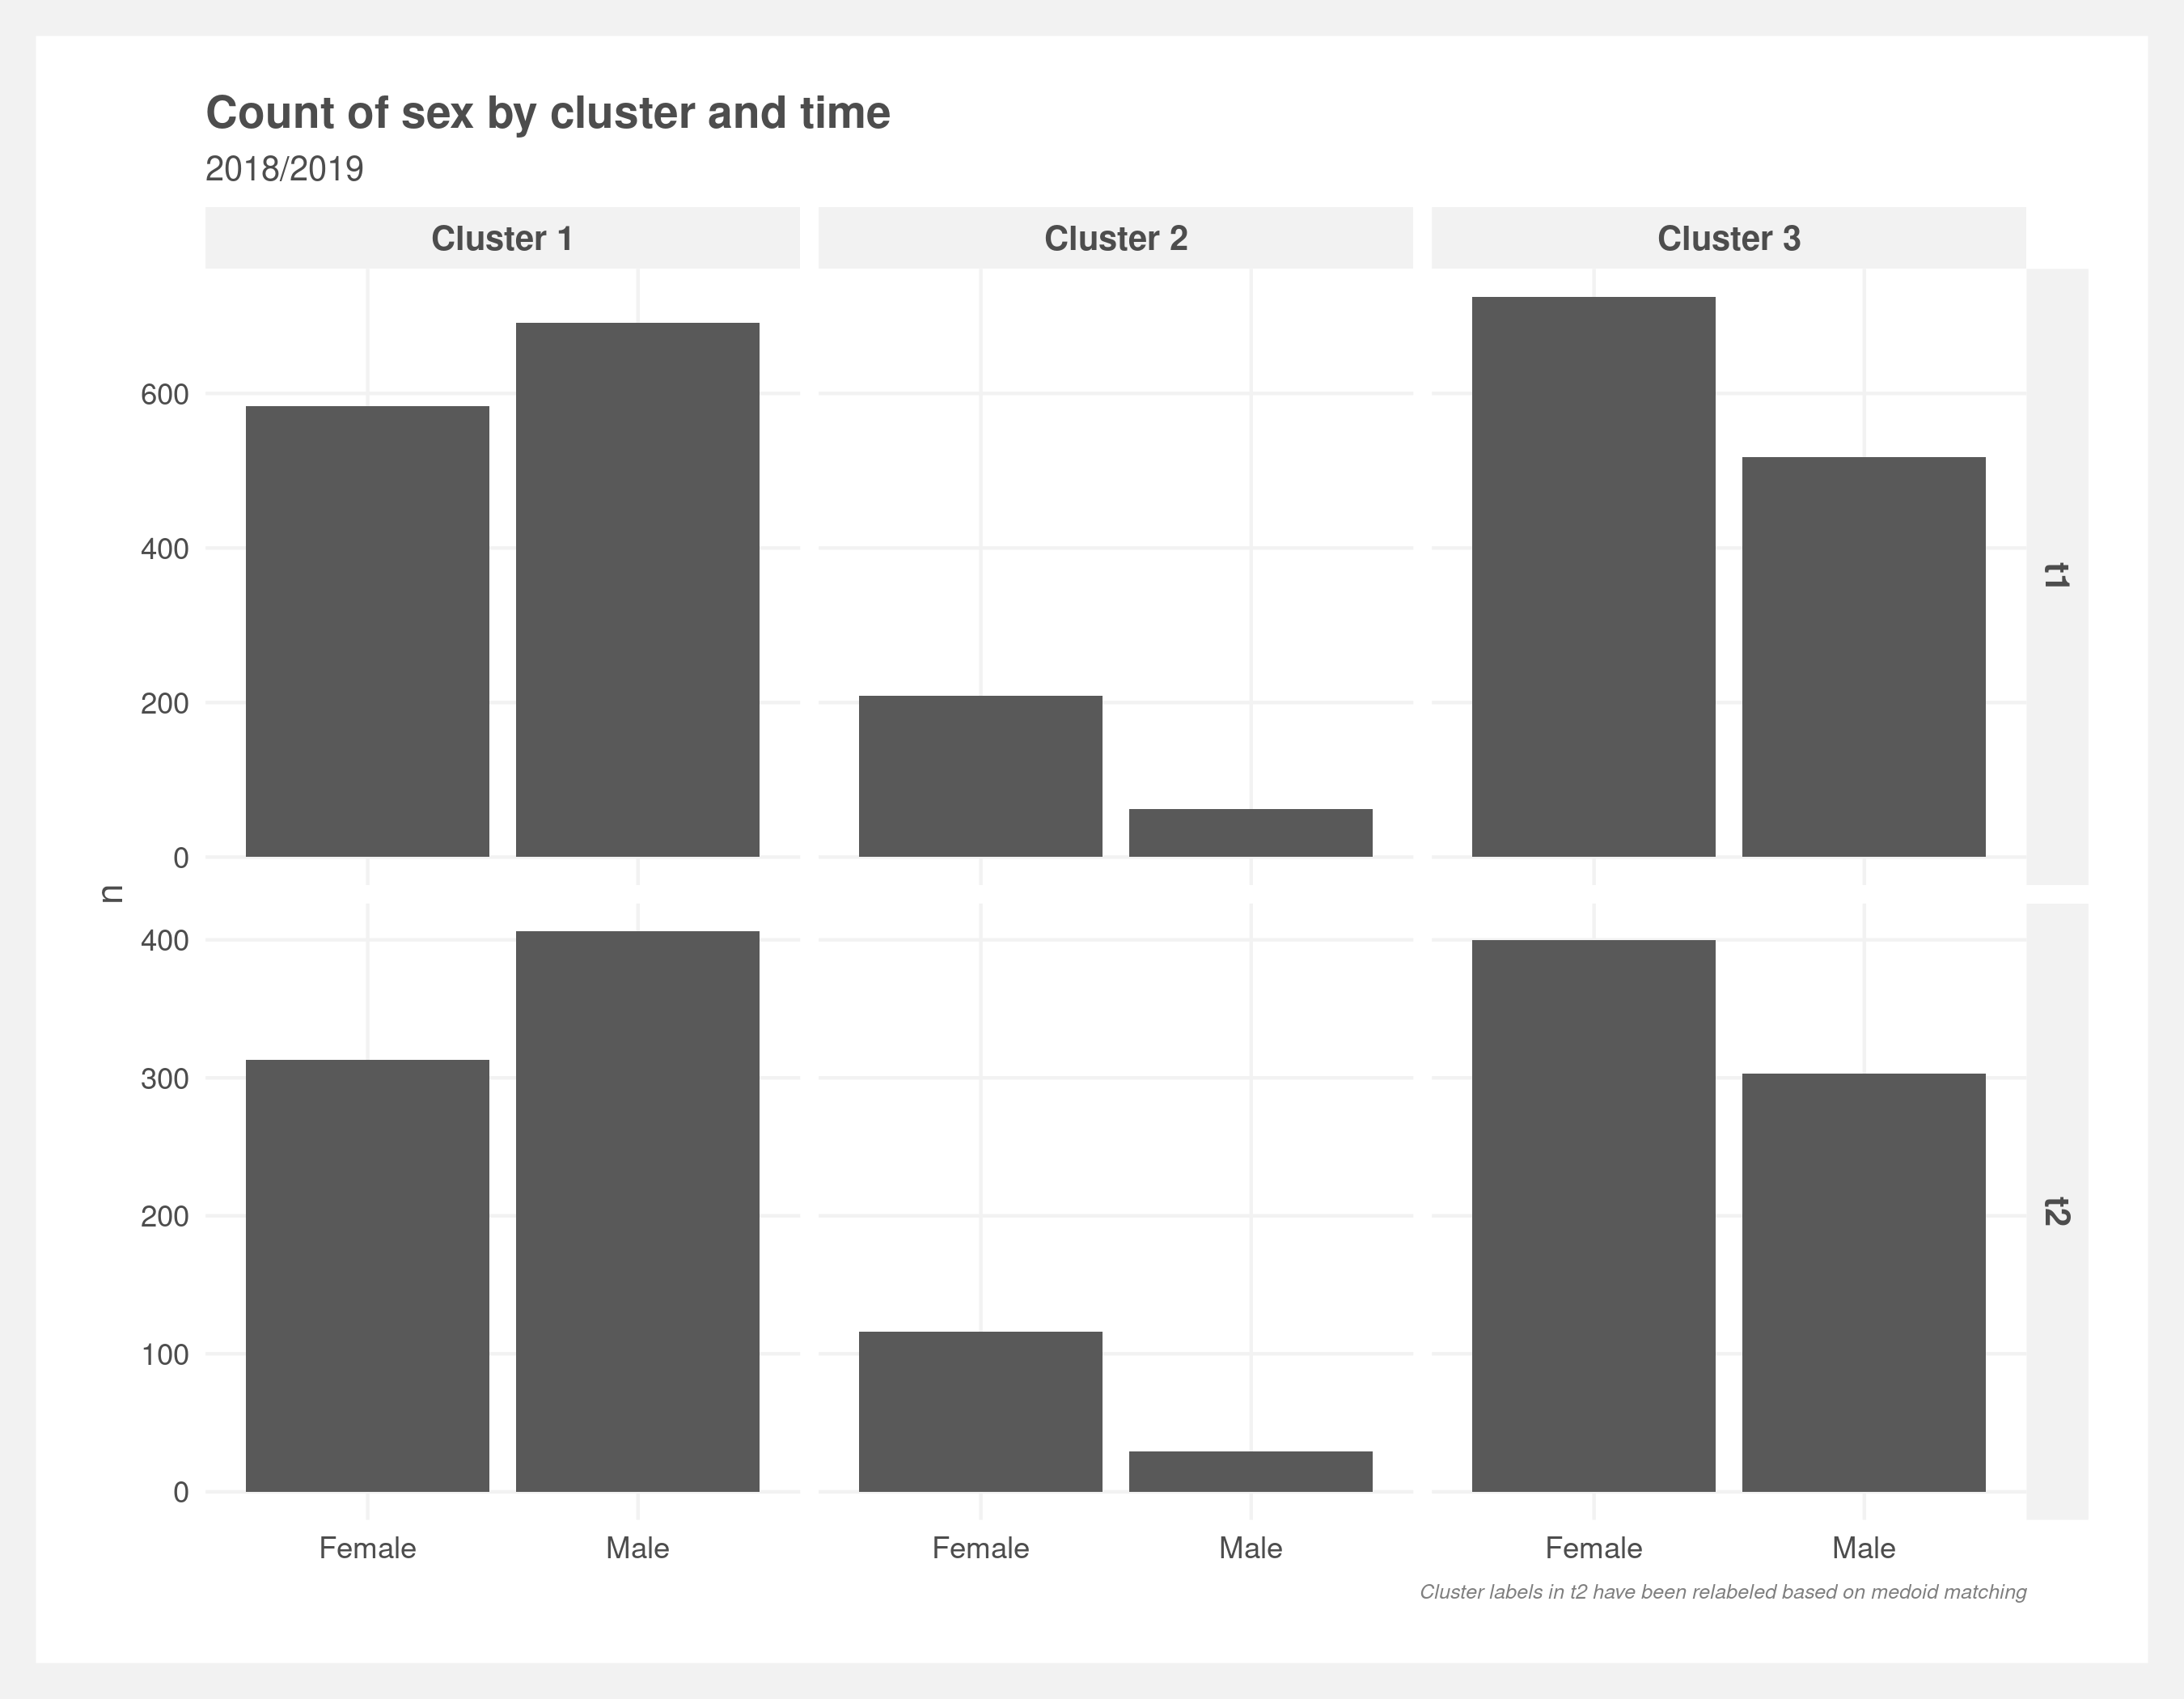 Count of sex by cluster and time
2018/2019
Cluster 1
Cluster 2
Cluster 3
600
400
200
0
t1
n
400
300
200
100
0
t2
Female
Male
Female
Male
Female
Male
Cluster labels in t2 have been relabeled based on medoid matching